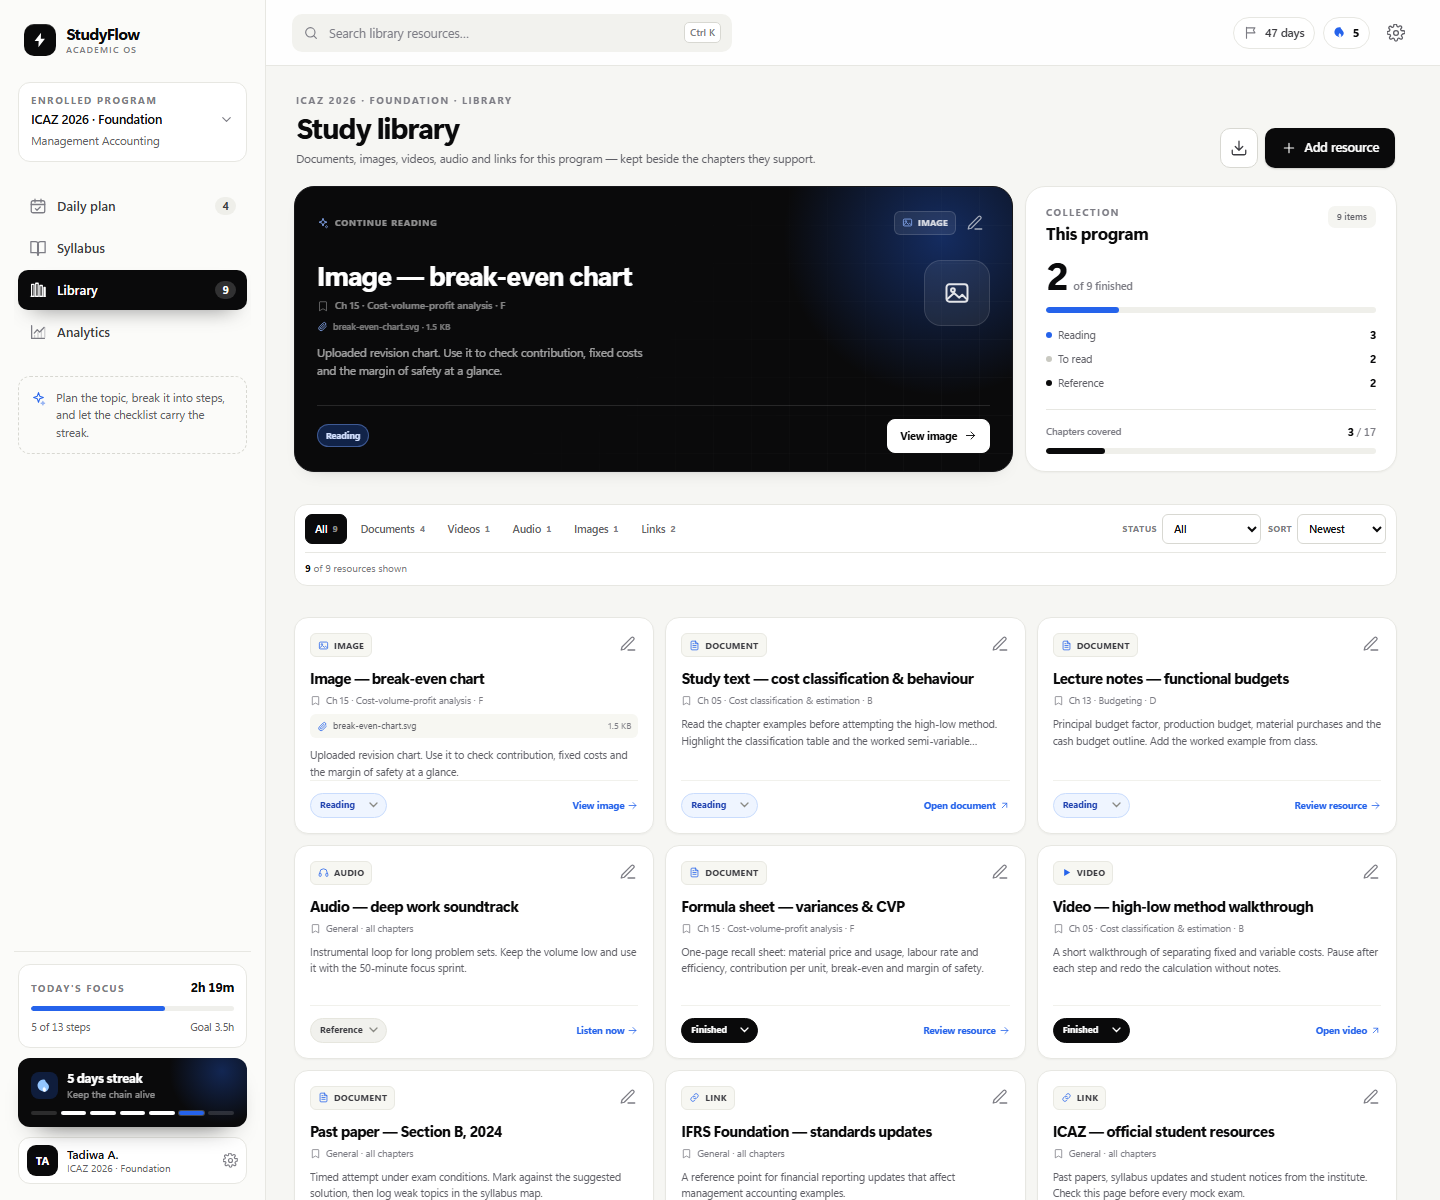 StudyFlow
ACADEMIC OS
ENROLLED PROGRAM
ICAZ 2026 · Foundation
Management Accounting
Daily plan 4
Syllabus
Library 9
Analytics
Plan the topic, break it into steps,
and let the checklist carry the
streak.
TODAY'S FOCUS 2h 19m
5 of 13 steps Goal 3.5h
5 days streak
Keep the chain alive
TA
Tadiwa A.
ICAZ 2026 · Foundation
Search library resources...
Ctrl K
47 days
5
ICAZ 2026 · FOUNDATION · LIBRARY
Study library
Documents, images, videos, audio and links for this program — kept beside the chapters they support.
Add resource
CONTINUE READING
IMAGE
Image — break-even chart
Ch 15 · Cost-volume-profit analysis · F
break-even-chart.svg · 1.5 KB
Uploaded revision chart. Use it to check contribution, fixed costs
and the margin of safety at a glance.
Reading
View image
COLLECTION
This program
9 items
2 of 9 finished
Reading 3
To read 2
Reference 2
Chapters covered 3 / 17
All 9 Documents 4 Videos 1 Audio 1 Images 1 Links 2
STATUS All SORT Newest
9 of 9 resources shown
IMAGE
Image — break-even chart
Ch 15 · Cost-volume-profit analysis · F
break-even-chart.svg 1.5 KB
Uploaded revision chart. Use it to check contribution, fixed costs and
the margin of safety at a glance.
Reading View image
DOCUMENT
Study text — cost classification & behaviour
Ch 05 · Cost classification & estimation · B
Read the chapter examples before attempting the high-low method.
Highlight the classification table and the worked semi-variable...
Reading Open document
DOCUMENT
Lecture notes — functional budgets
Ch 13 · Budgeting · D
Principal budget factor, production budget, material purchases and the
cash budget outline. Add the worked example from class.
Reading Review resource
AUDIO
Audio — deep work soundtrack
General · all chapters
Instrumental loop for long problem sets. Keep the volume low and use
it with the 50-minute focus sprint.
Reference Listen now
DOCUMENT
Formula sheet — variances & CVP
Ch 15 · Cost-volume-profit analysis · F
One-page recall sheet: material price and usage, labour rate and
efficiency, contribution per unit, break-even and margin of safety.
Finished Review resource
VIDEO
Video — high-low method walkthrough
Ch 05 · Cost classification & estimation · B
A short walkthrough of separating fixed and variable costs. Pause after
each step and redo the calculation without notes.
Finished Open video
DOCUMENT
Past paper — Section B, 2024
General · all chapters
Timed attempt under exam conditions. Mark against the suggested
solution, then log weak topics in the syllabus map.
LINK
IFRS Foundation — standards updates
General · all chapters
A reference point for financial reporting updates that affect
management accounting examples.
LINK
ICAZ — official student resources
General · all chapters
Past papers, syllabus updates and student notices from the institute.
Check this page before every mock exam.